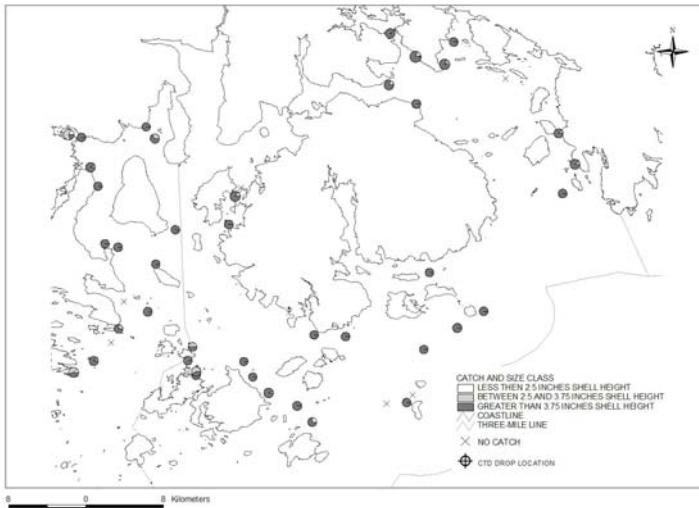 N
CATCH AND SIZE CLASS
LESS THEN 2.5 INCHES SHELL HEIGHT
BETWEEN 2.5 AND 3.75 INCHES SHELL HEIGHT
GREATER THAN 3.75 INCHES SHELL HEIGHT
COASTLINE
THREE-MILE LINE
NO CATCH
CTD DROP LOCATION
8 0 8 Kilometers